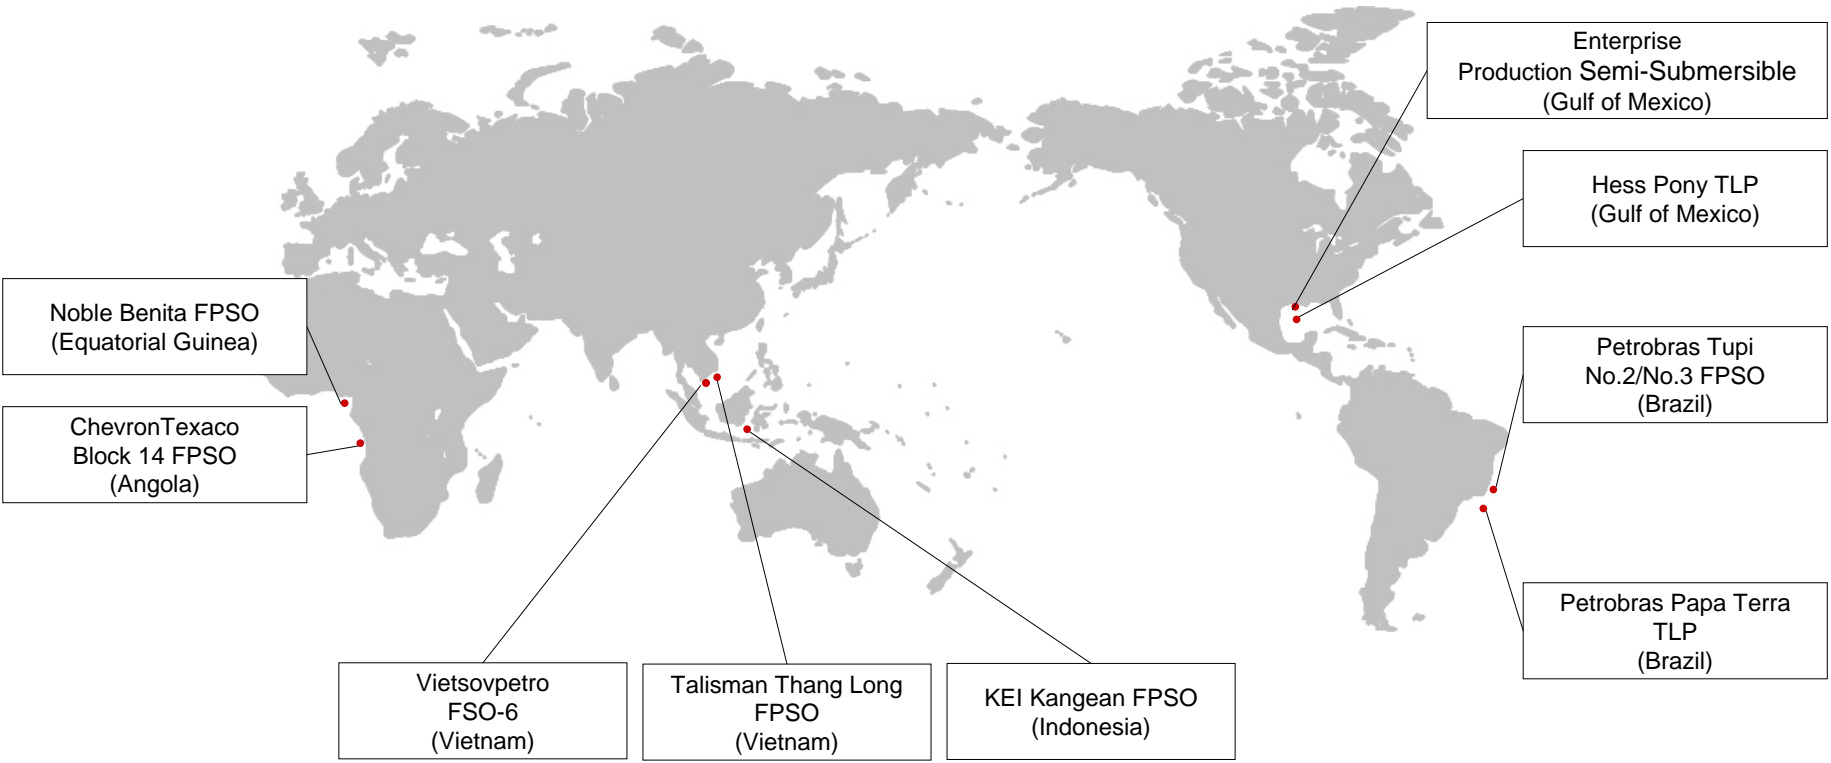 Enterprise
Production Semi-Submersible
(Gulf of Mexico)
Hess Pony TLP
(Gulf of Mexico)
Noble Benita FPSO
(Equatorial Guinea)
Petrobras Tupi
No.2/No.3 FPSO
(Brazil)
ChevronTexaco
Block 14 FPSO
(Angola)
Petrobras Papa Terra
TLP
(Brazil)
Vietsovpetro
FSO-6
(Vietnam)
Talisman Thang Long
FPSO
(Vietnam)
KEI Kangean FPSO
(Indonesia)